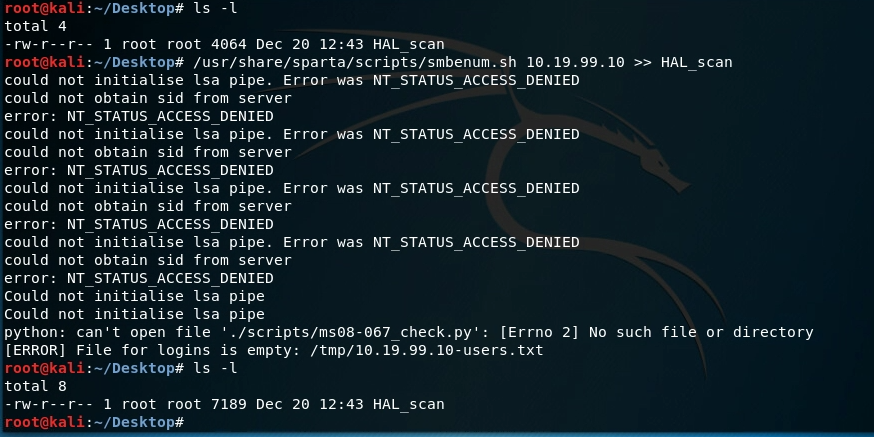 root@kali:~/Desktop# ls -l
total 4
-rw-r--r-- 1 root root 4064 Dec 20 12:43 HAL_scan
root@kali:~/Desktop# /usr/share/sparta/scripts/smbenum.sh 10.19.99.10 >> HAL_scan
could not initialise lsa pipe. Error was NT_STATUS_ACCESS_DENIED
could not obtain sid from server
error: NT_STATUS_ACCESS_DENIED
could not initialise lsa pipe. Error was NT_STATUS_ACCESS_DENIED
could not obtain sid from server
error: NT_STATUS_ACCESS_DENIED
could not initialise lsa pipe. Error was NT_STATUS_ACCESS_DENIED
could not obtain sid from server
error: NT_STATUS_ACCESS_DENIED
could not initialise lsa pipe. Error was NT_STATUS_ACCESS_DENIED
could not obtain sid from server
error: NT_STATUS_ACCESS_DENIED
Could not initialise lsa pipe
Could not initialise lsa pipe
python: can't open file './scripts/ms08-067_check.py': [Errno 2] No such file or directory
[ERROR] File for logins is empty: /tmp/10.19.99.10-users.txt
root@kali:~/Desktop# ls -l
total 8
-rw-r--r-- 1 root root 7189 Dec 20 12:43 HAL_scan
root@kali:~/Desktop#